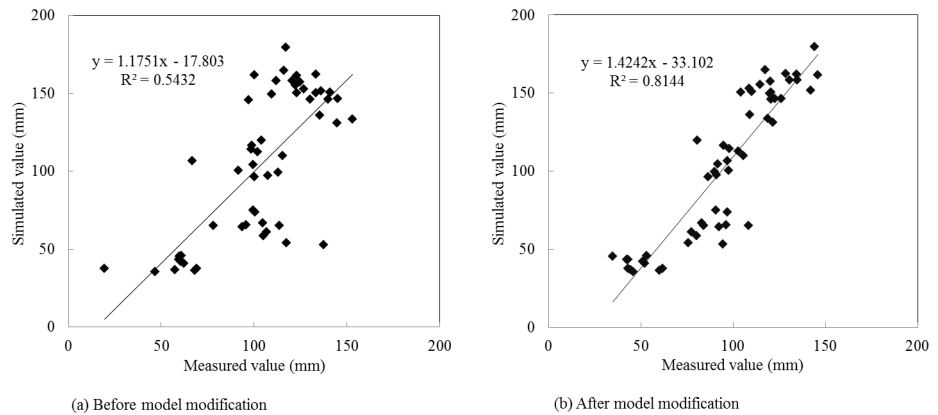 200
150
100
50
0
Simulated value (mm)
y = 1.1751x - 17.803
R² = 0.5432
0 50 100 150 200
Measured value (mm)
(a) Before model modification
200
150
100
50
0
Simulated value (mm)
y = 1.4242x - 33.102
R² = 0.8144
0 50 100 150 200
Measured value (mm)
(b) After model modification